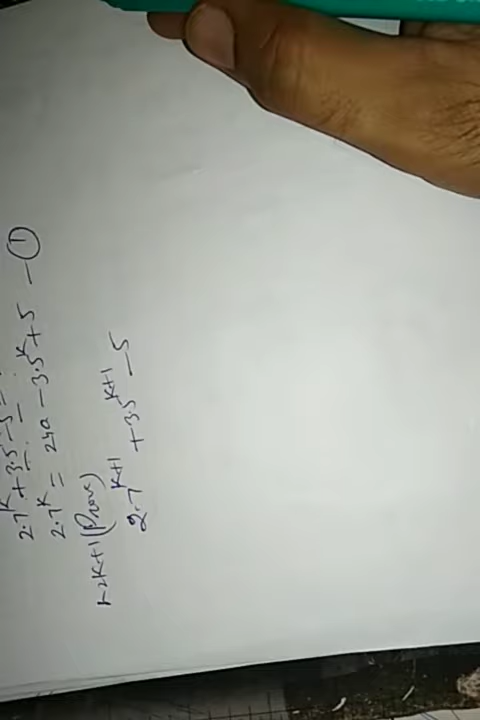 2.7^K + 3.5 - 5 =
2.7^K = 24a - 3.5^K + 5 - ①
n=K+1 (Prove)
2.7^{K+1} + 3.5^{K+1} - 5